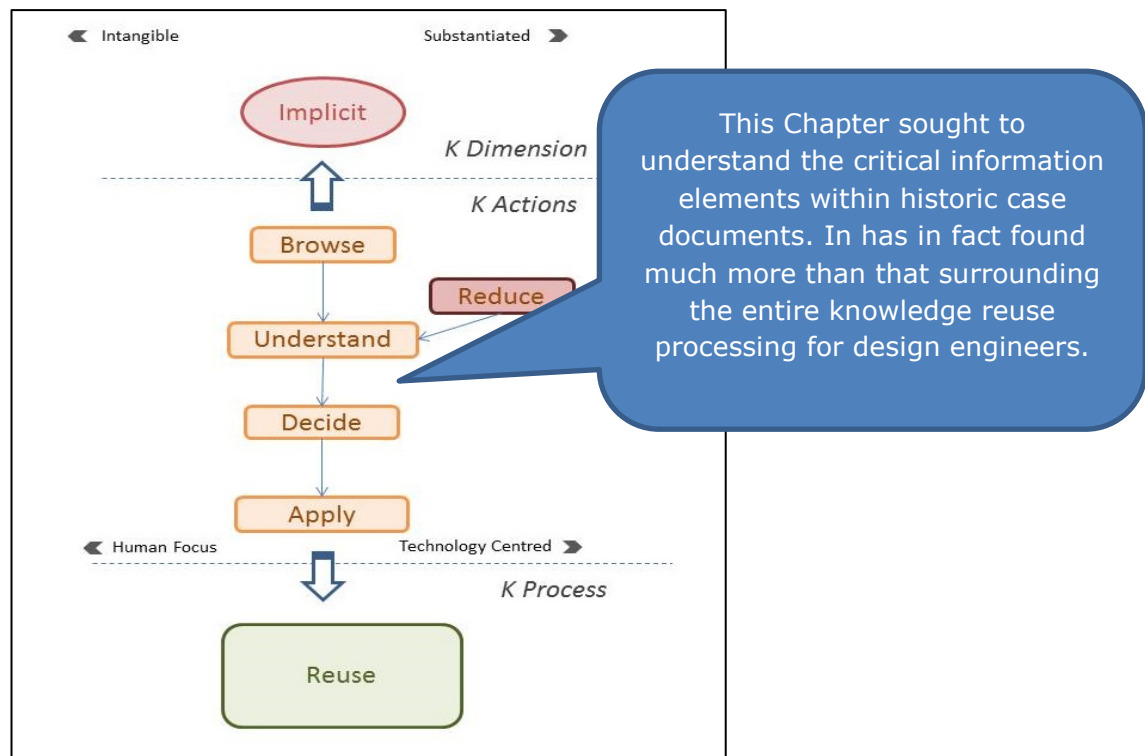 Intangible
Substantiated
Implicit
K Dimension
K Actions
Browse
Reduce
Understand
Decide
Apply
Human Focus
Technology Centred
K Process
Reuse
This Chapter sought to
understand the critical information
elements within historic case
documents. In has in fact found
much more than that surrounding
the entire knowledge reuse
processing for design engineers.